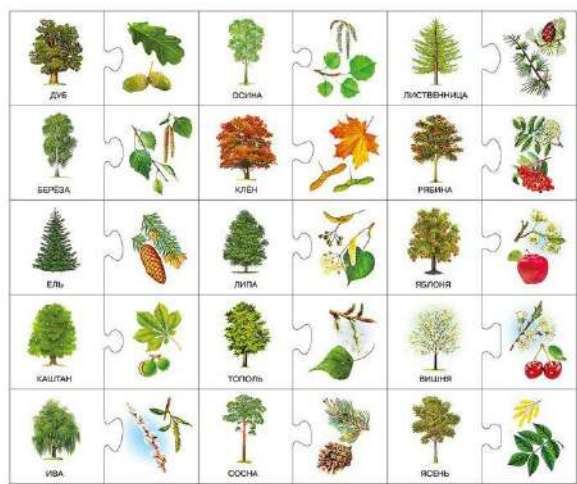 ДУБ
ОСИНА
ЛИСТВЕННИЦА
БЕРЁЗА
КЛЁН
РЯБИНА
ЕЛЬ
ЛИПА
ЯБЛОНЯ
КАШТАН
ТОПОЛЬ
ВИШНЯ
ИВА
СОСНА
ЯСЕНЬ